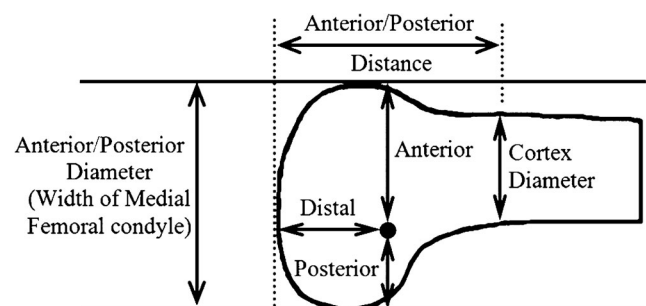 Anterior/Posterior
Distance
Anterior/Posterior
Diameter
(Width of Medial
Femoral condyle)
Anterior
Cortex
Diameter
Distal
Posterior